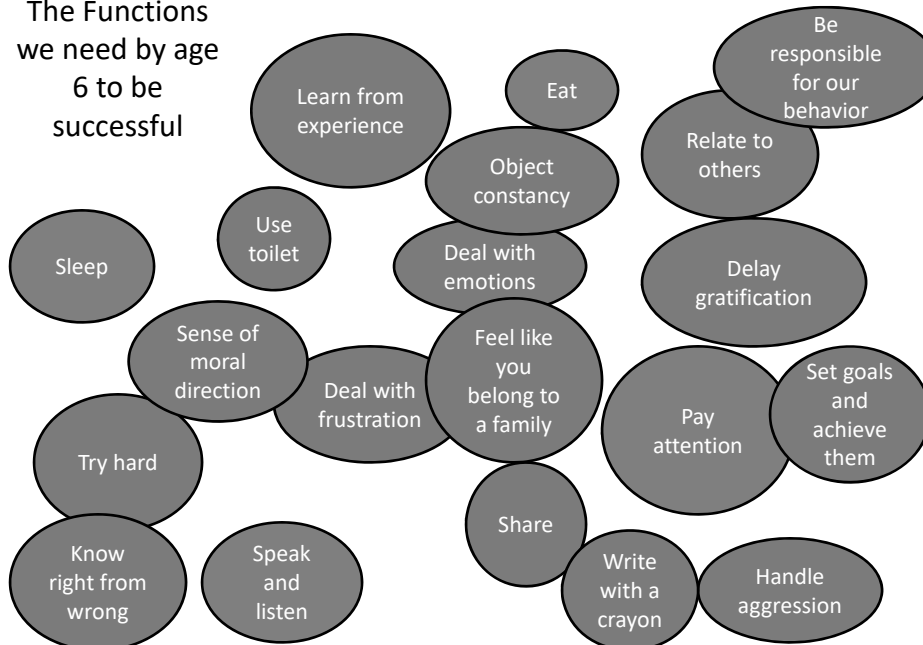 The Functions
we need by age
6 to be
successful
Learn from
experience
Eat
Be
responsible
for our
behavior
Relate to
others
Object
constancy
Use
toilet
Sleep
Deal with
emotions
Delay
gratification
Sense of
moral
direction
Deal with
frustration
Feel like
you
belong to
a family
Pay
attention
Set goals
and
achieve
them
Try hard
Share
Know
right from
wrong
Speak
and
listen
Write
with a
crayon
Handle
aggression